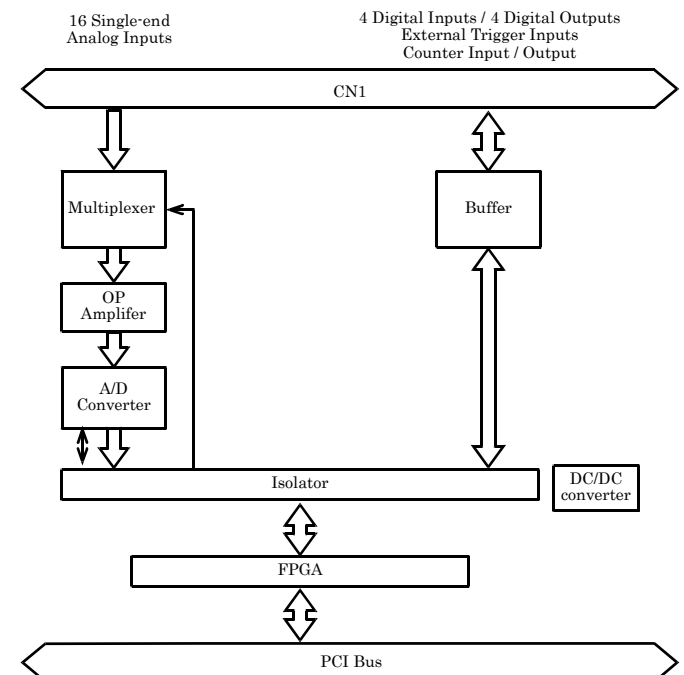 16 Single-end
Analog Inputs
4 Digital Inputs / 4 Digital Outputs
External Trigger Inputs
Counter Input / Output
CN1
Multiplexer
Buffer
OP
Amplifer
A/D
Converter
Isolator
DC/DC
converter
FPGA
PCI Bus